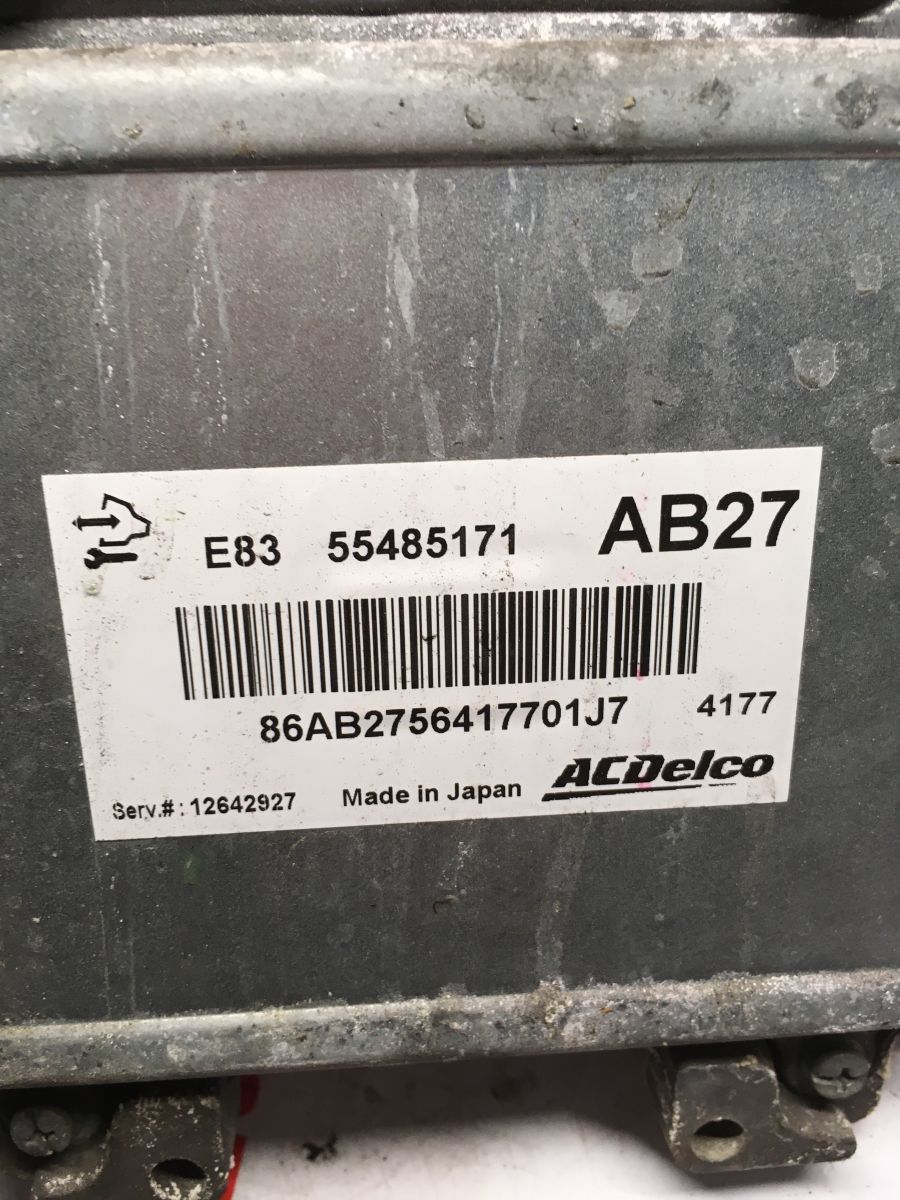 E83 55485171 AB27
86AB2756417701J7 4177
Serv.#: 12642927 Made in Japan ACDelco